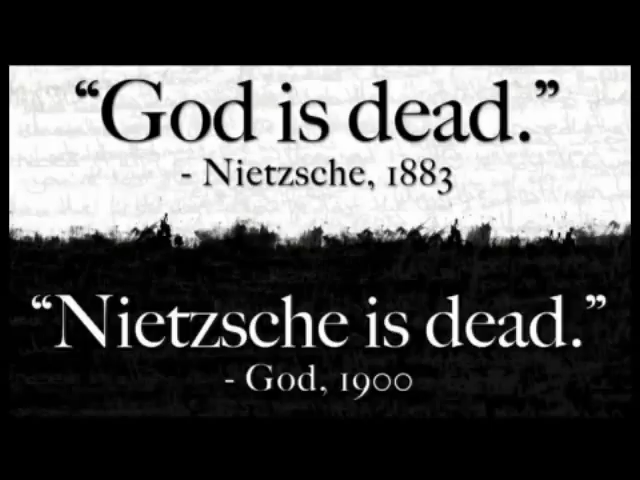 “God is dead.”
- Nietzsche, 1883
“Nietzsche is dead.”
- God, 1900